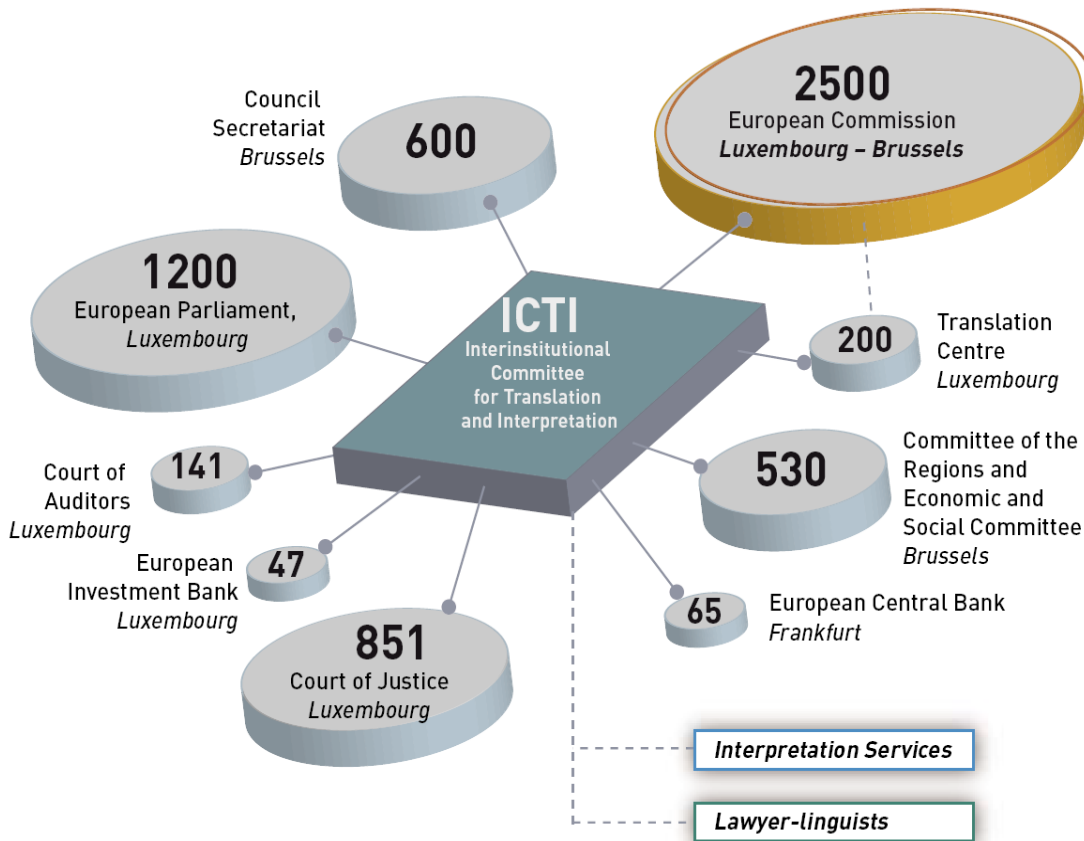 2500
European Commission
Luxembourg – Brussels
Council
Secretariat
Brussels
600
1200
European Parliament,
Luxembourg
ICTI
Interinstitutional
Committee
for Translation
and Interpretation
200
Translation
Centre
Luxembourg
530
Committee of the
Regions and
Economic and
Social Committee
Brussels
141
Court of
Auditors
Luxembourg
47
European
Investment Bank
Luxembourg
65
European Central Bank
Frankfurt
851
Court of Justice
Luxembourg
Interpretation Services
Lawyer-linguists